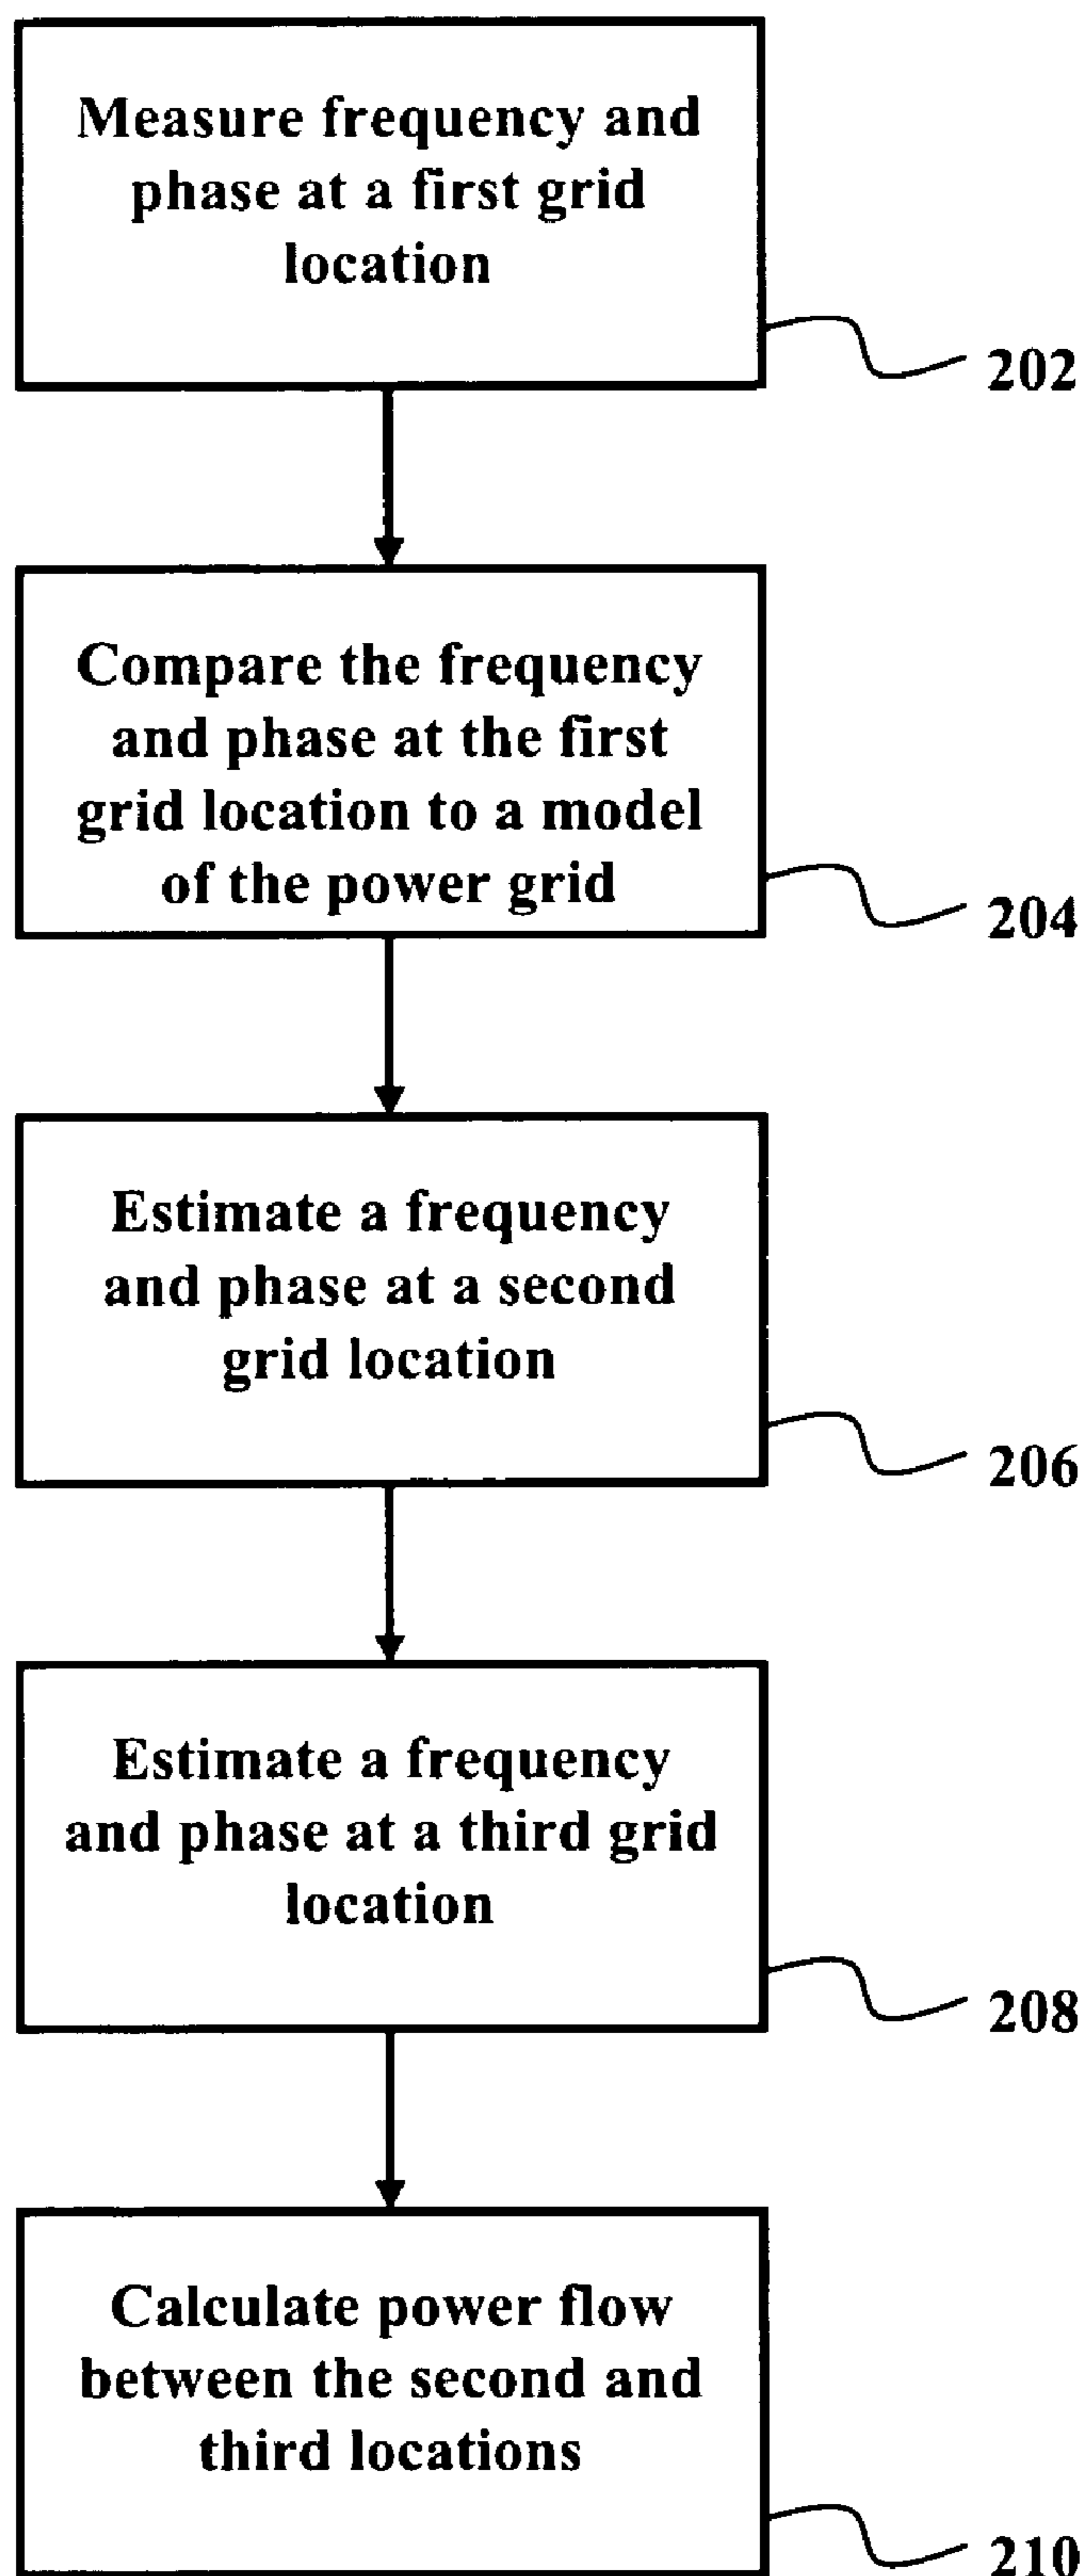 Measure frequency and
phase at a first grid
location
202
Compare the frequency
and phase at the first
grid location to a model
of the power grid
204
Estimate a frequency
and phase at a second
grid location
206
Estimate a frequency
and phase at a third grid
location
208
Calculate power flow
between the second and
third locations
210